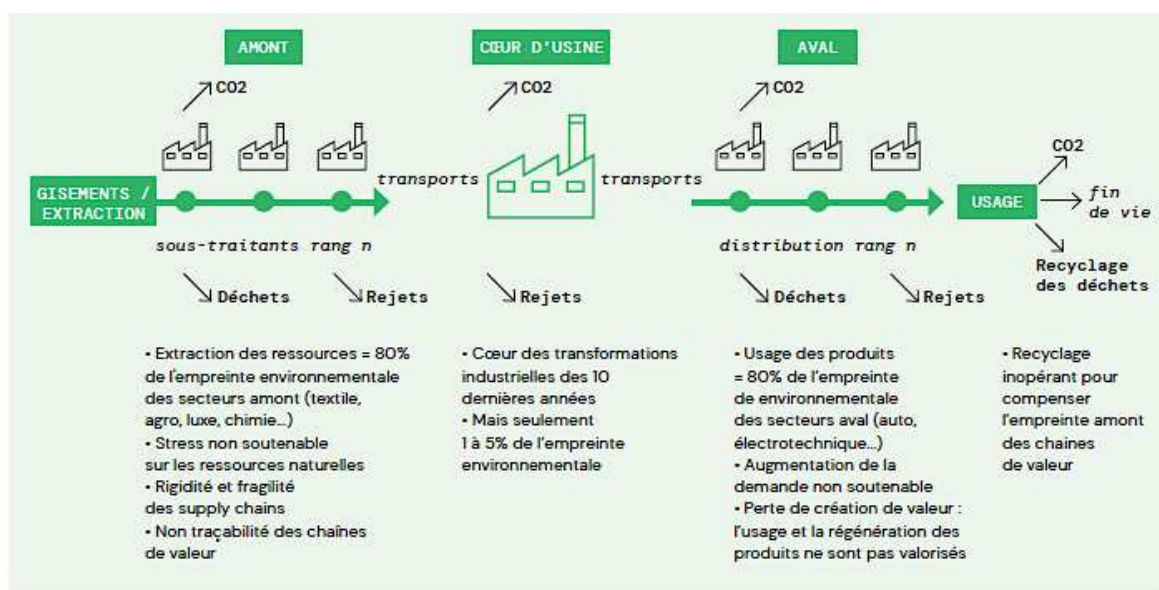 AMONT
CŒUR D'USINE
AVAL
CO2
CO2
CO2
CO2
GISEMENTS /
EXTRACTION
transports
transports
USAGE
fin
de vie
sous-traitants rang n
distribution rang n
Recyclage
des déchets
Déchets
Rejets
Rejets
Déchets
Rejets
• Extraction des ressources = 80%
de l'empreinte environnementale
des secteurs amont (textile,
agro, luxe, chimie...)
• Stress non soutenable
sur les ressources naturelles
• Rigidité et fragilité
des supply chains
• Non traçabilité des chaînes
de valeur
• Cœur des transformations
industrielles des 10
dernières années
• Mais seulement
1 à 5% de l'empreinte
environnementale
• Usage des produits
= 80% de l'empreinte
de environnementale
des secteurs aval (auto,
électrotechnique...)
• Augmentation de la
demande non soutenable
• Perte de création de valeur :
l'usage et la régénération des
produits ne sont pas valorisés
• Recyclage
inopérant pour
compenser
l'empreinte amont
des chaines
de valeur